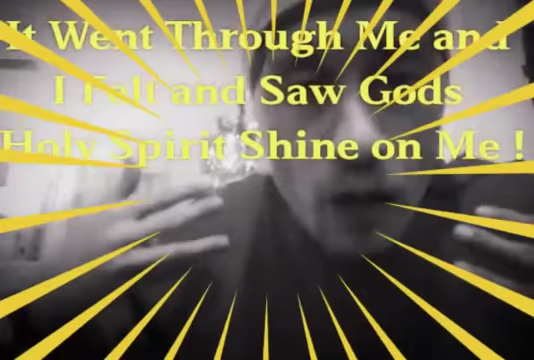 It Went Through Me and
I Felt and Saw Gods
Holy Spirit Shine on Me !